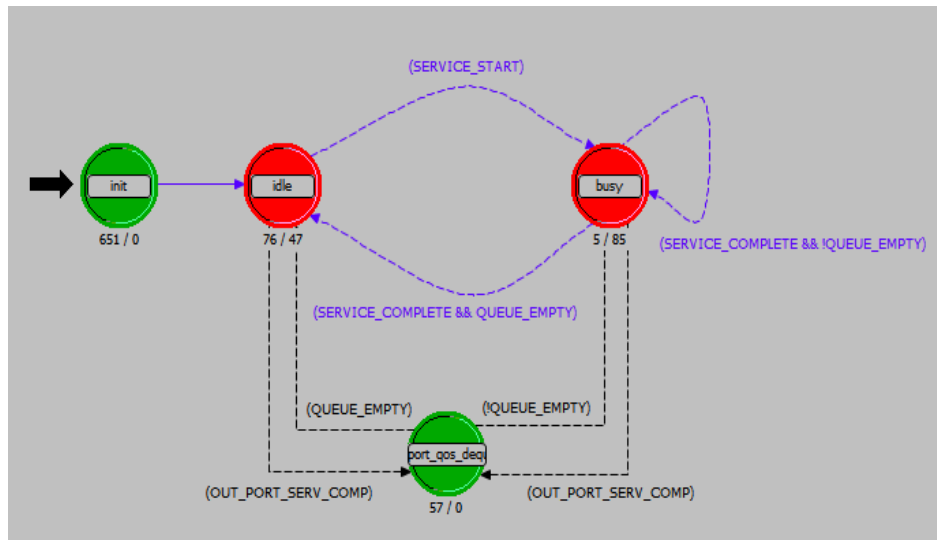 (SERVICE_START)
init
idle
busy
651 / 0
76 / 47
5 / 85
(SERVICE_COMPLETE && !QUEUE_EMPTY)
(SERVICE_COMPLETE && QUEUE_EMPTY)
(QUEUE_EMPTY)
(!QUEUE_EMPTY)
port_qos_dequ
(OUT_PORT_SERV_COMP)
(OUT_PORT_SERV_COMP)
57 / 0